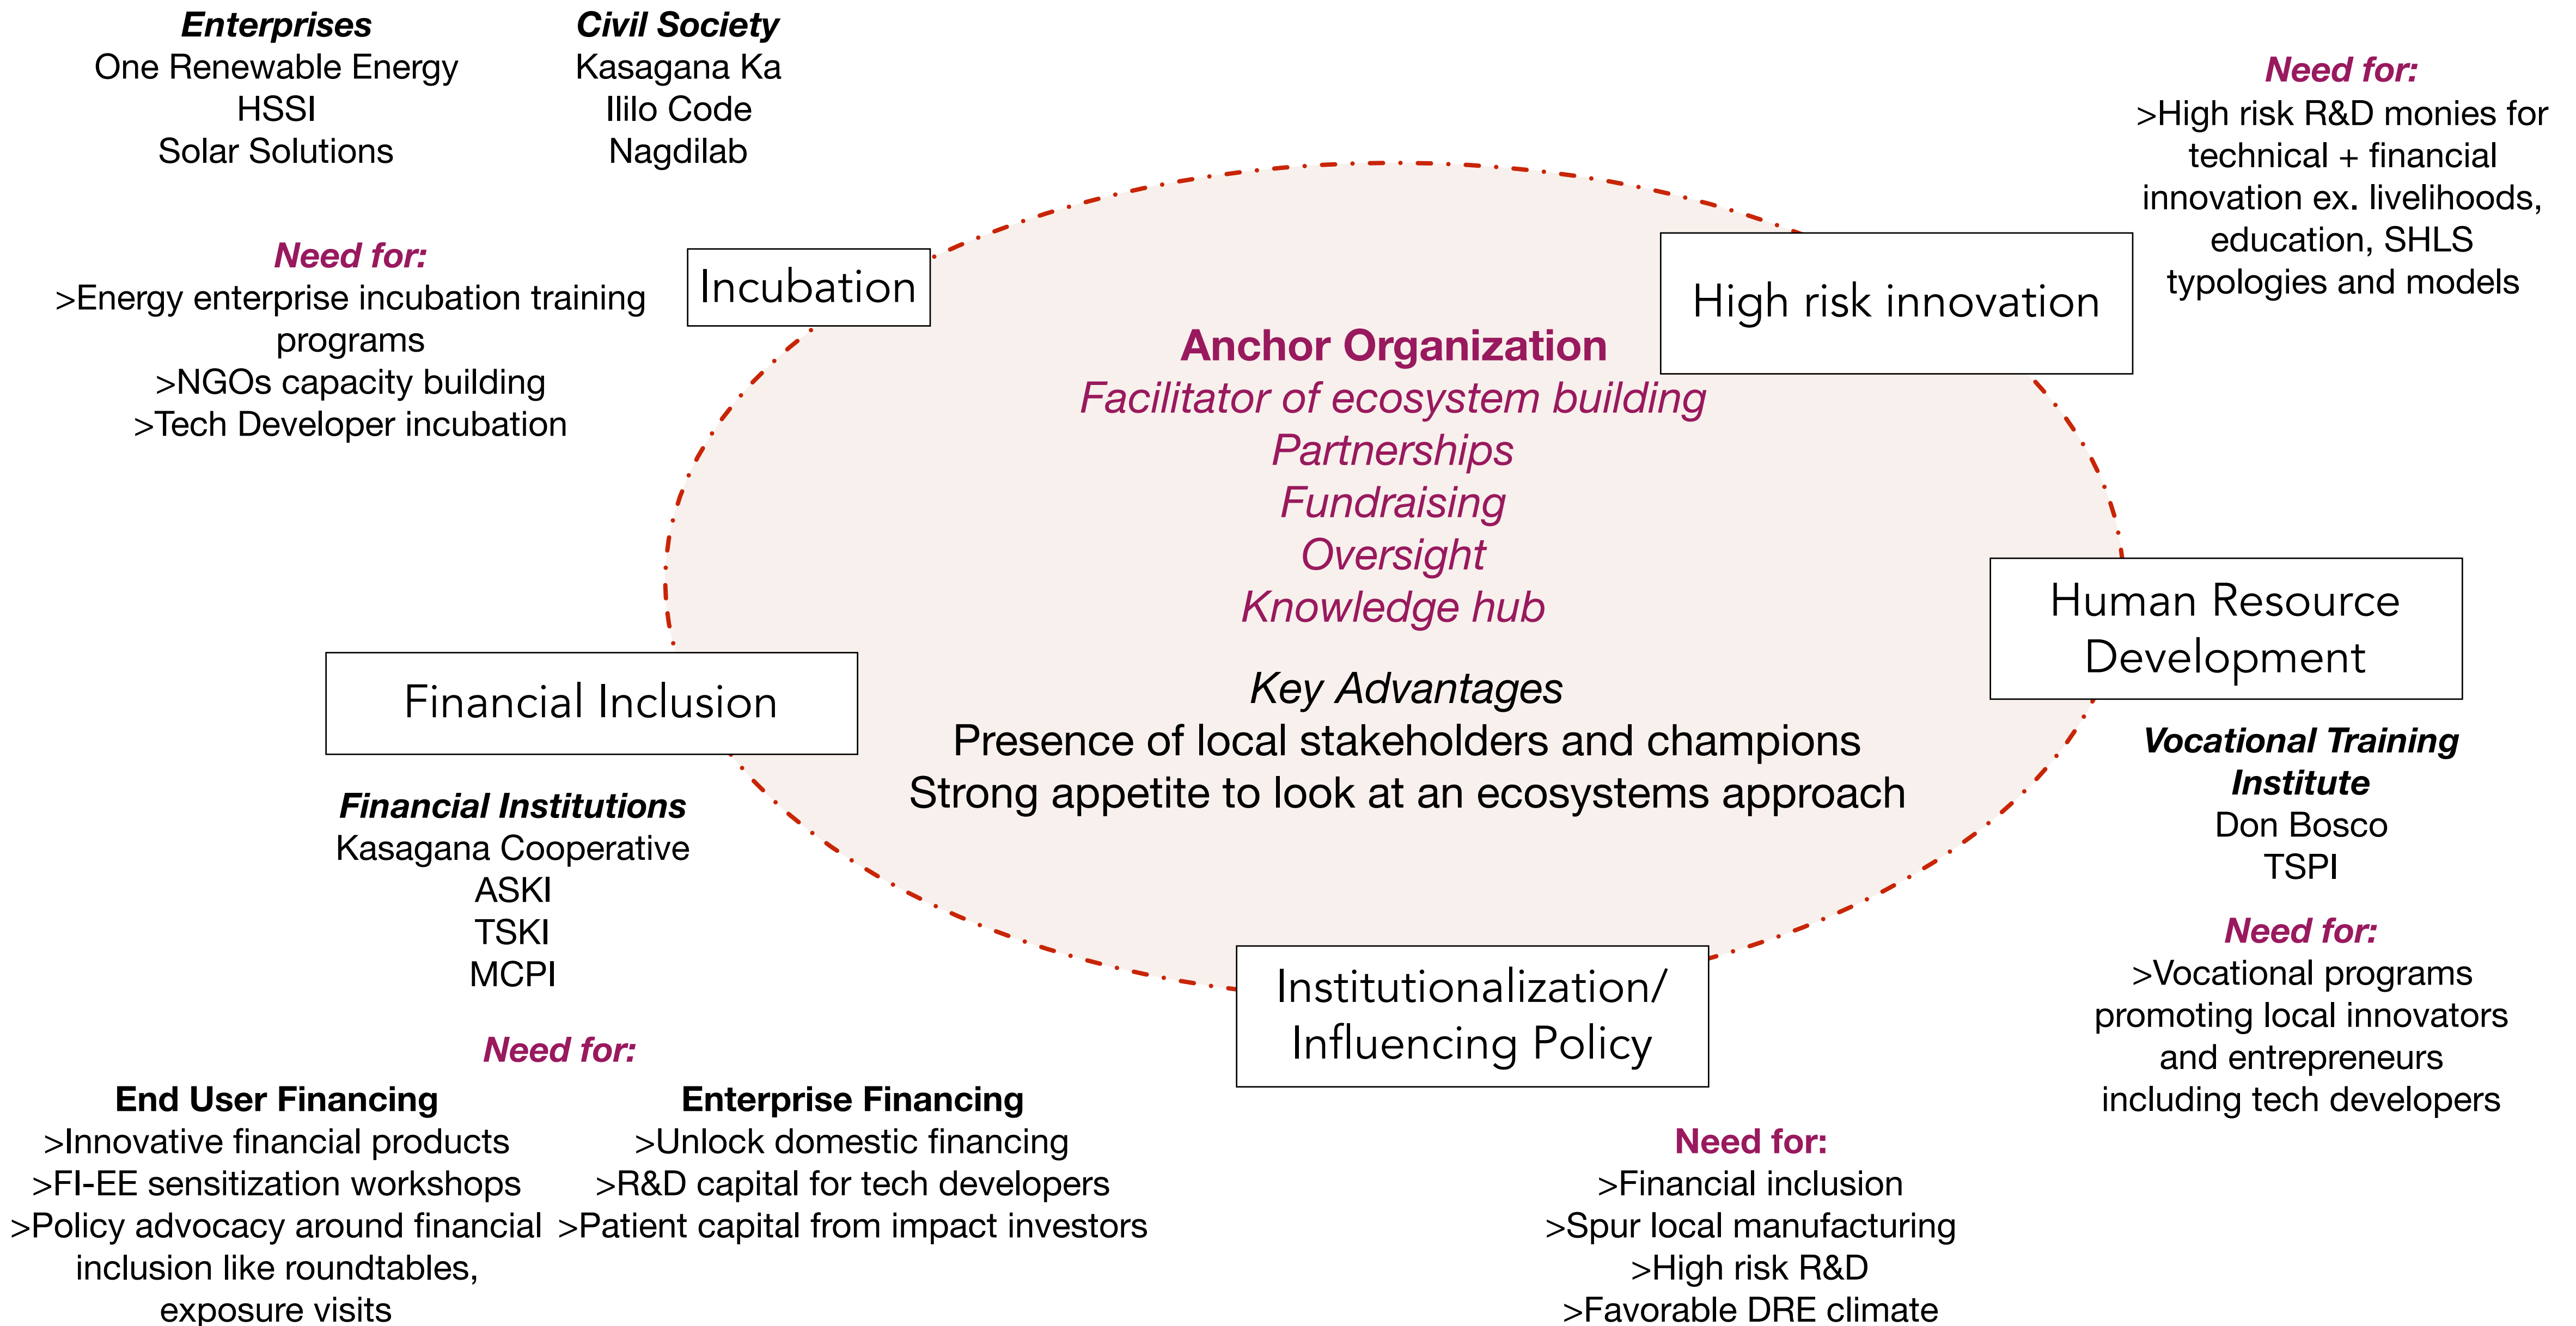 Enterprises
One Renewable Energy
HSSI
Solar Solutions
Civil Society
Kasagana Ka
Ililo Code
Nagdilab
Need for:
>Energy enterprise incubation training
programs
>NGOs capacity building
>Tech Developer incubation
Incubation
High risk innovation
Need for:
>High risk R&D monies for
technical + financial
innovation ex. livelihoods,
education, SHLS
typologies and models
Anchor Organization
Facilitator of ecosystem building
Partnerships
Fundraising
Oversight
Knowledge hub
Key Advantages
Presence of local stakeholders and champions
Strong appetite to look at an ecosystems approach
Human Resource
Development
Vocational Training
Institute
Don Bosco
TSPI
Need for:
>Vocational programs
promoting local innovators
and entrepreneurs
including tech developers
Financial Inclusion
Financial Institutions
Kasagana Cooperative
ASKI
TSKI
MCPI
Need for:
End User Financing
>Innovative financial products
>FI-EE sensitization workshops
>Policy advocacy around financial
inclusion like roundtables,
exposure visits
Enterprise Financing
>Unlock domestic financing
>R&D capital for tech developers
>Patient capital from impact investors
Institutionalization/
Influencing Policy
Need for:
>Financial inclusion
>Spur local manufacturing
>High risk R&D
>Favorable DRE climate